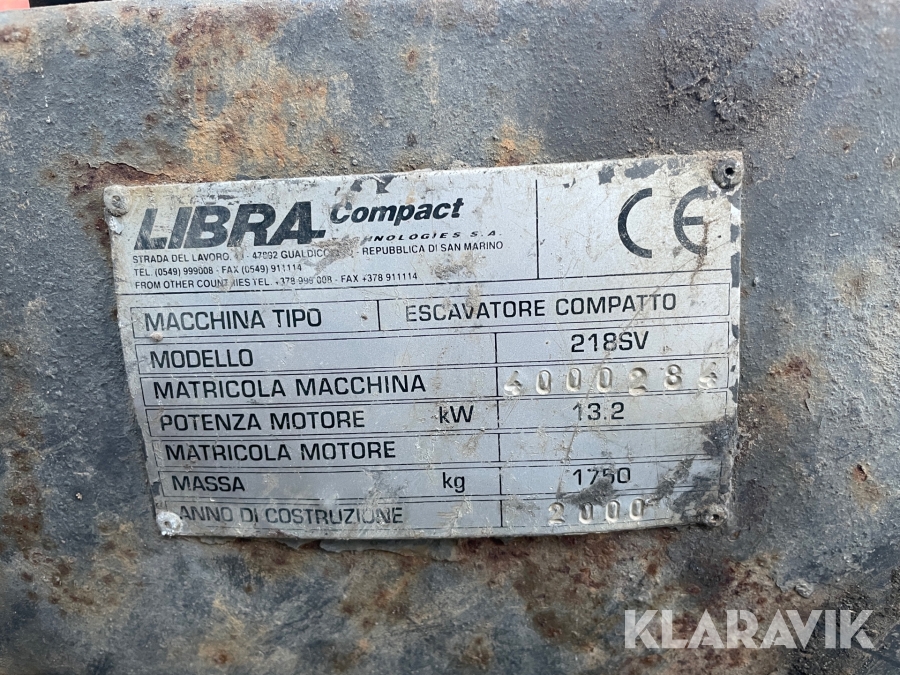 LIBRA Compact
S.A.
STRADA DEL LAVORO, - 47892 - REPUBBLICA DI SAN MARINO
TEL. (0549) 999008 - FAX (0549) 911114
FROM OTHER COUNTRIES TEL. +378 999 008 - FAX +378 911114
CE
MACCHINA TIPO ESCAVATORE COMPATTO
MODELLO 218SV
MATRICOLA MACCHINA
POTENZA MOTORE kW 13.2
MATRICOLA MOTORE
MASSA kg 1750
ANNO DI COSTRUZIONE 2000
KLARAVIK